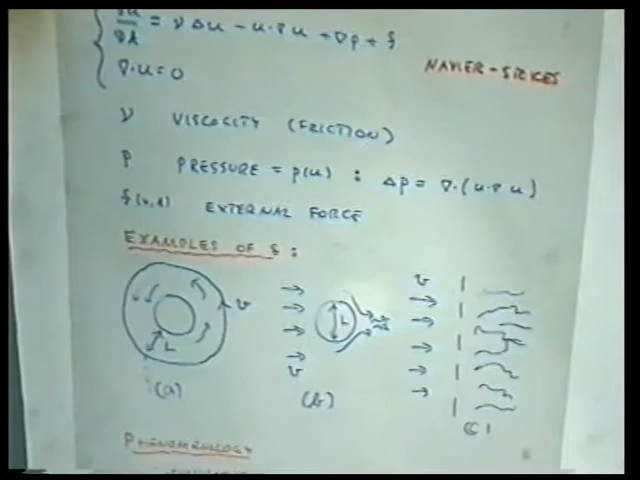 ∂u/∂t = ν Δu - u·∇u + ∇p + f
∇·u = 0
NAVIER-STOKES
ν VISCOSITY (FRICTION)
p PRESSURE = p(u) : Δp = ∇·(u·∇u)
f(x,t) EXTERNAL FORCE
EXAMPLES OF f :
v
L
(a)
L
v
(b)
v
(c)
PHENOMENOLOGY